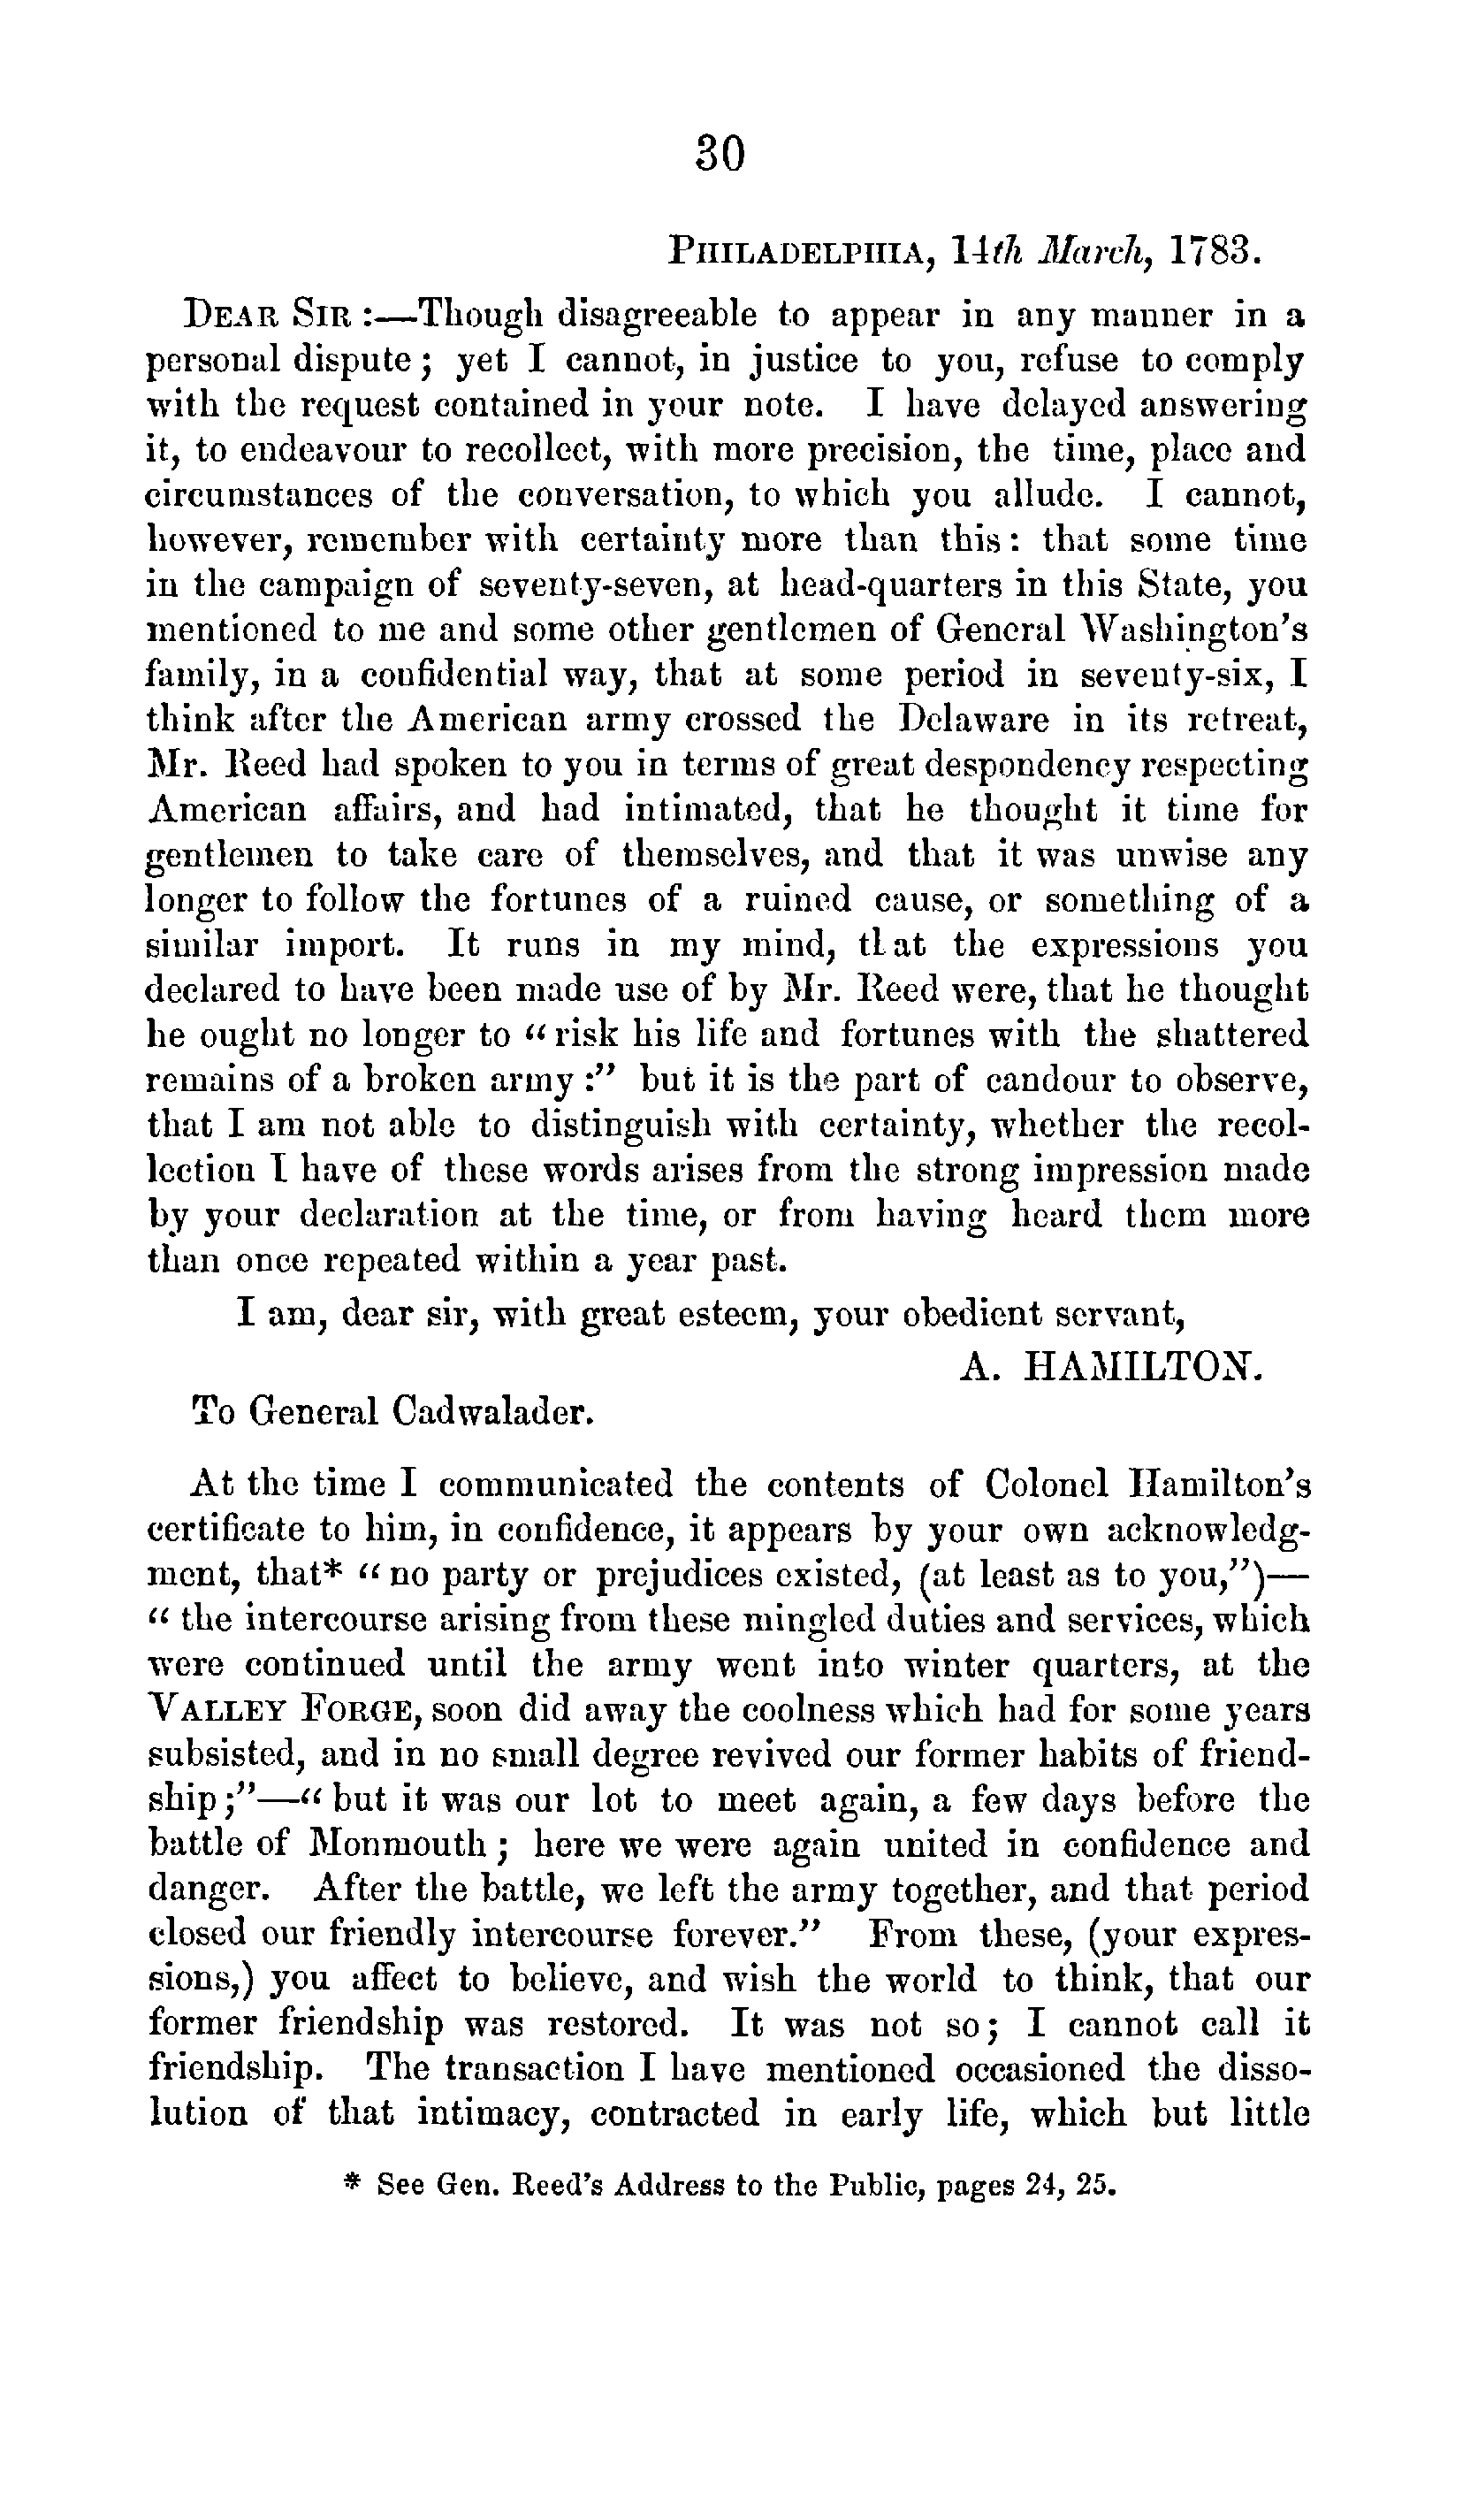 30
PHILADELPHIA, 14th March, 1783.
DEAR SIR :—Though disagreeable to appear in any manner in a
personal dispute ; yet I cannot, in justice to you, refuse to comply
with the request contained in your note. I have delayed answering
it, to endeavour to recollect, with more precision, the time, place and
circumstances of the conversation, to which you allude. I cannot,
however, remember with certainty more than this : that some time
in the campaign of seventy-seven, at head-quarters in this State, you
mentioned to me and some other gentlemen of General Washington's
family, in a confidential way, that at some period in seventy-six, I
think after the American army crossed the Delaware in its retreat,
Mr. Reed had spoken to you in terms of great despondency respecting
American affairs, and had intimated, that he thought it time for
gentlemen to take care of themselves, and that it was unwise any
longer to follow the fortunes of a ruined cause, or something of a
similar import. It runs in my mind, that the expressions you
declared to have been made use of by Mr. Reed were, that he thought
he ought no longer to "risk his life and fortunes with the shattered
remains of a broken army :" but it is the part of candour to observe,
that I am not able to distinguish with certainty, whether the recol-
lection I have of these words arises from the strong impression made
by your declaration at the time, or from having heard them more
than once repeated within a year past.
I am, dear sir, with great esteem, your obedient servant,
A. HAMILTON.
To General Cadwalader.
At the time I communicated the contents of Colonel Hamilton's
certificate to him, in confidence, it appears by your own acknowledg-
ment, that* "no party or prejudices existed, (at least as to you,")—
"the intercourse arising from these mingled duties and services, which
were continued until the army went into winter quarters, at the
VALLEY FORGE, soon did away the coolness which had for some years
subsisted, and in no small degree revived our former habits of friend-
ship ;"—"but it was our lot to meet again, a few days before the
battle of Monmouth ; here we were again united in confidence and
danger. After the battle, we left the army together, and that period
closed our friendly intercourse forever." From these, (your expres-
sions,) you affect to believe, and wish the world to think, that our
former friendship was restored. It was not so ; I cannot call it
friendship. The transaction I have mentioned occasioned the disso-
lution of that intimacy, contracted in early life, which but little
* See Gen. Reed's Address to the Public, pages 24, 25.